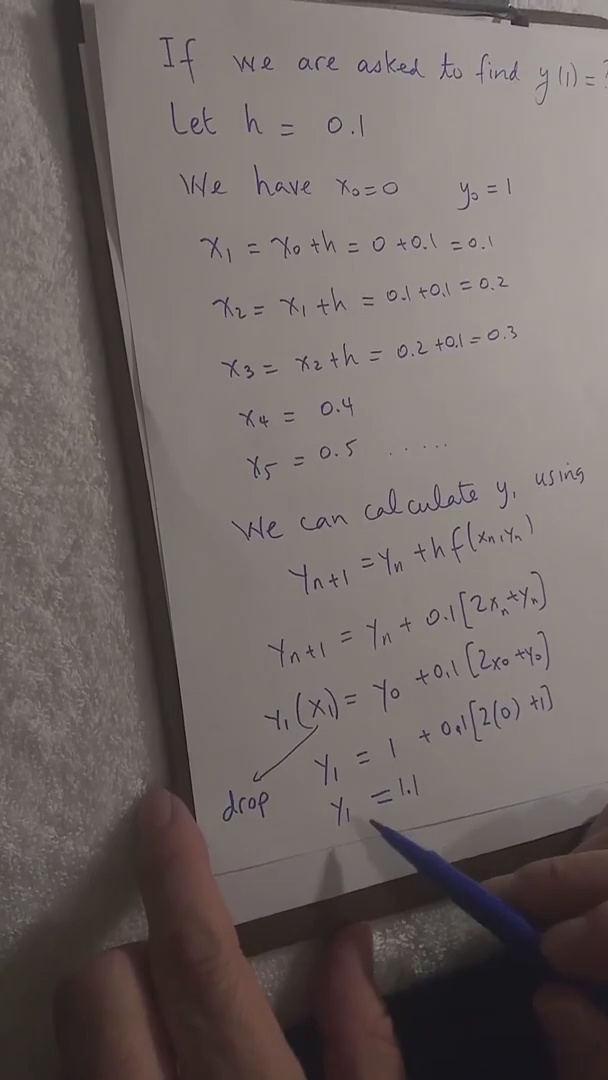 If we are asked to find y(1) = ?
Let h = 0.1
We have x₀=0 y₀ = 1
x₁ = x₀ + h = 0 + 0.1 = 0.1
x₂ = x₁ + h = 0.1 + 0.1 = 0.2
x₃ = x₂ + h = 0.2 + 0.1 = 0.3
x₄ = 0.4
x₅ = 0.5 .....
We can calculate y₁ using
yₙ₊₁ = yₙ + h f(xₙ, yₙ)
yₙ₊₁ = yₙ + 0.1[2xₙ + yₙ]
y₁(x₁) = y₀ + 0.1[2x₀ + y₀]
y₁ = 1 + 0.1[2(0) + 1]
drop y₁ = 1.1